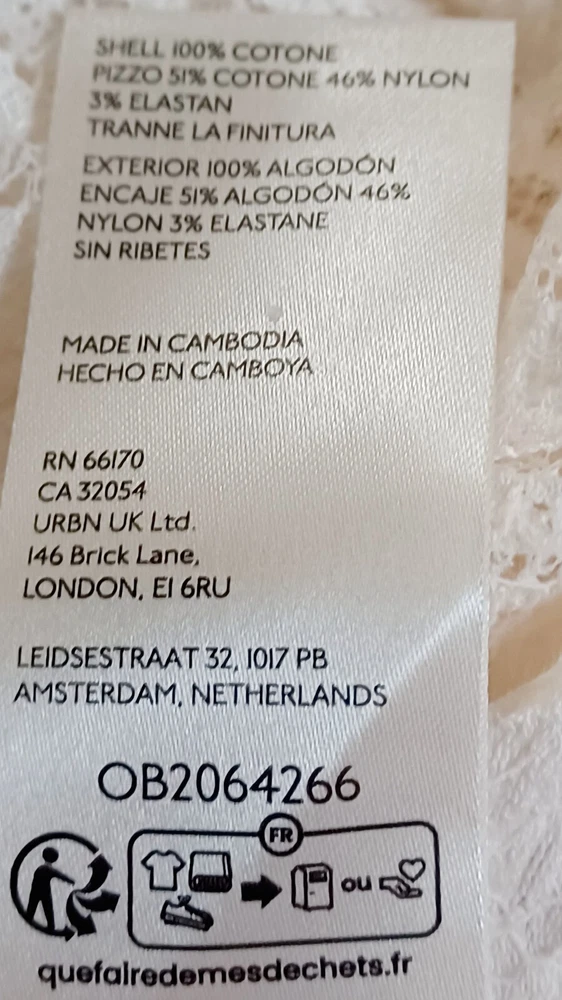 SHELL 100% COTONE
PIZZO 51% COTONE 46% NYLON
3% ELASTAN
TRANNE LA FINITURA
EXTERIOR 100% ALGODÓN
ENCAJE 51% ALGODÓN 46%
NYLON 3% ELASTANE
SIN RIBETES
MADE IN CAMBODIA
HECHO EN CAMBOYA
RN 66170
CA 32054
URBN UK Ltd.
146 Brick Lane,
LONDON, E1 6RU
LEIDSESTRAAT 32, 1017 PB
AMSTERDAM, NETHERLANDS
OB2064266
FR
ou
quefairedemesdechets.fr